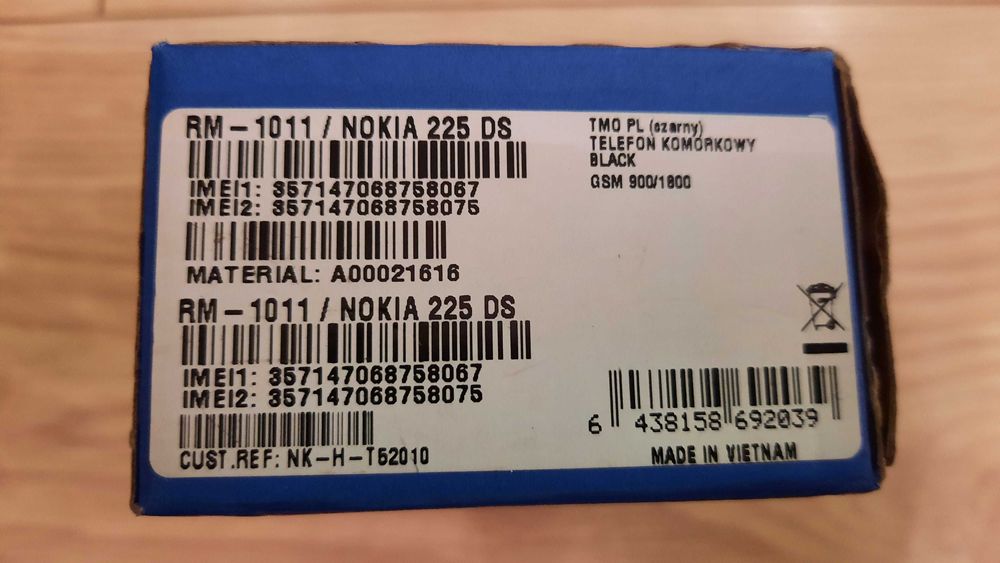 RM-1011 / NOKIA 225 DS
IMEI1: 357147068758067
IMEI2: 357147068758075
MATERIAL: A00021616
RM-1011 / NOKIA 225 DS
IMEI1: 357147068758067
IMEI2: 357147068758075
CUST.REF: NK-H-T52010
TMO PL (czarny)
TELEFON KOMORKOWY
BLACK
GSM 900/1800
6 438158 692039
MADE IN VIETNAM